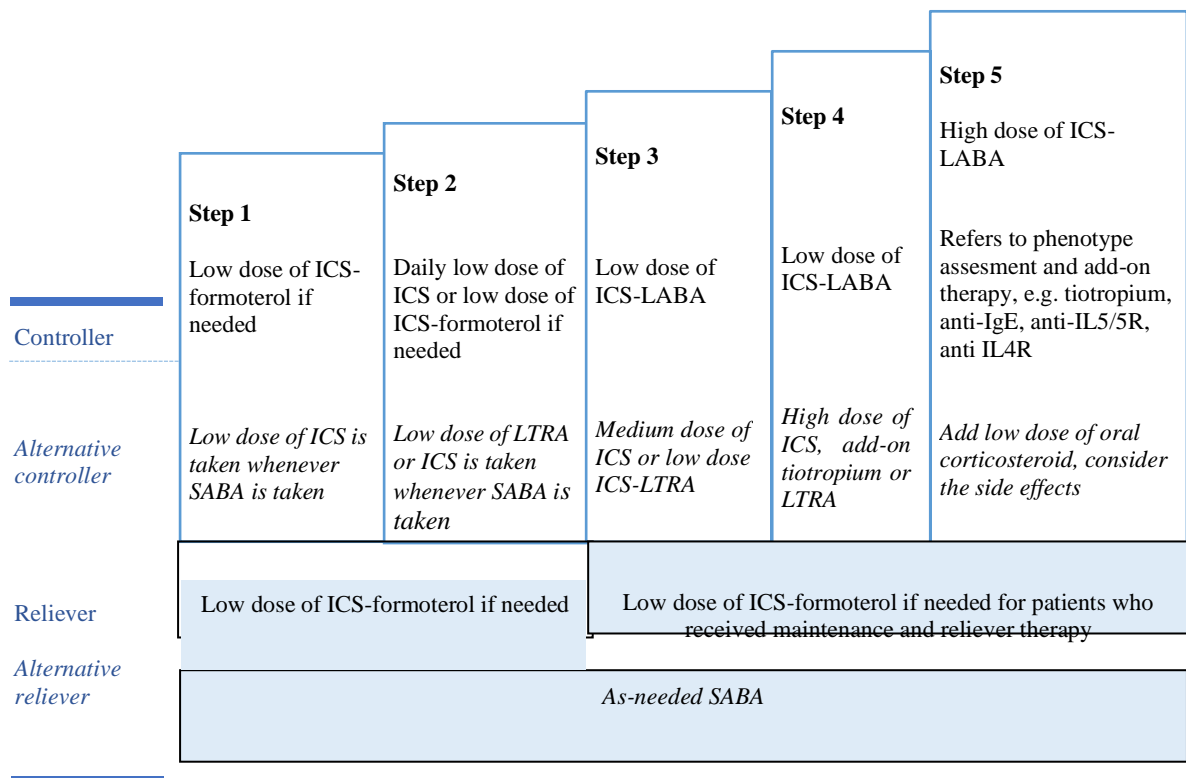 Step 1
Low dose of ICS-
formoterol if
needed
Low dose of ICS is
taken whenever
SABA is taken
Step 2
Daily low dose of
ICS or low dose of
ICS-formoterol if
needed
Low dose of LTRA
or ICS is taken
whenever SABA is
taken
Step 3
Low dose of
ICS-LABA
Medium dose of
ICS or low dose
ICS-LTRA
Step 4
Low dose of
ICS-LABA
High dose of
ICS, add-on
tiotropium or
LTRA
Step 5
High dose of ICS-
LABA
Refers to phenotype
assesment and add-on
therapy, e.g. tiotropium,
anti-IgE, anti-IL5/5R,
anti IL4R
Add low dose of oral
corticosteroid, consider
the side effects
Controller
Alternative
controller
Reliever
Low dose of ICS-formoterol if needed
Low dose of ICS-formoterol if needed for patients who
received maintenance and reliever therapy
Alternative
reliever
As-needed SABA